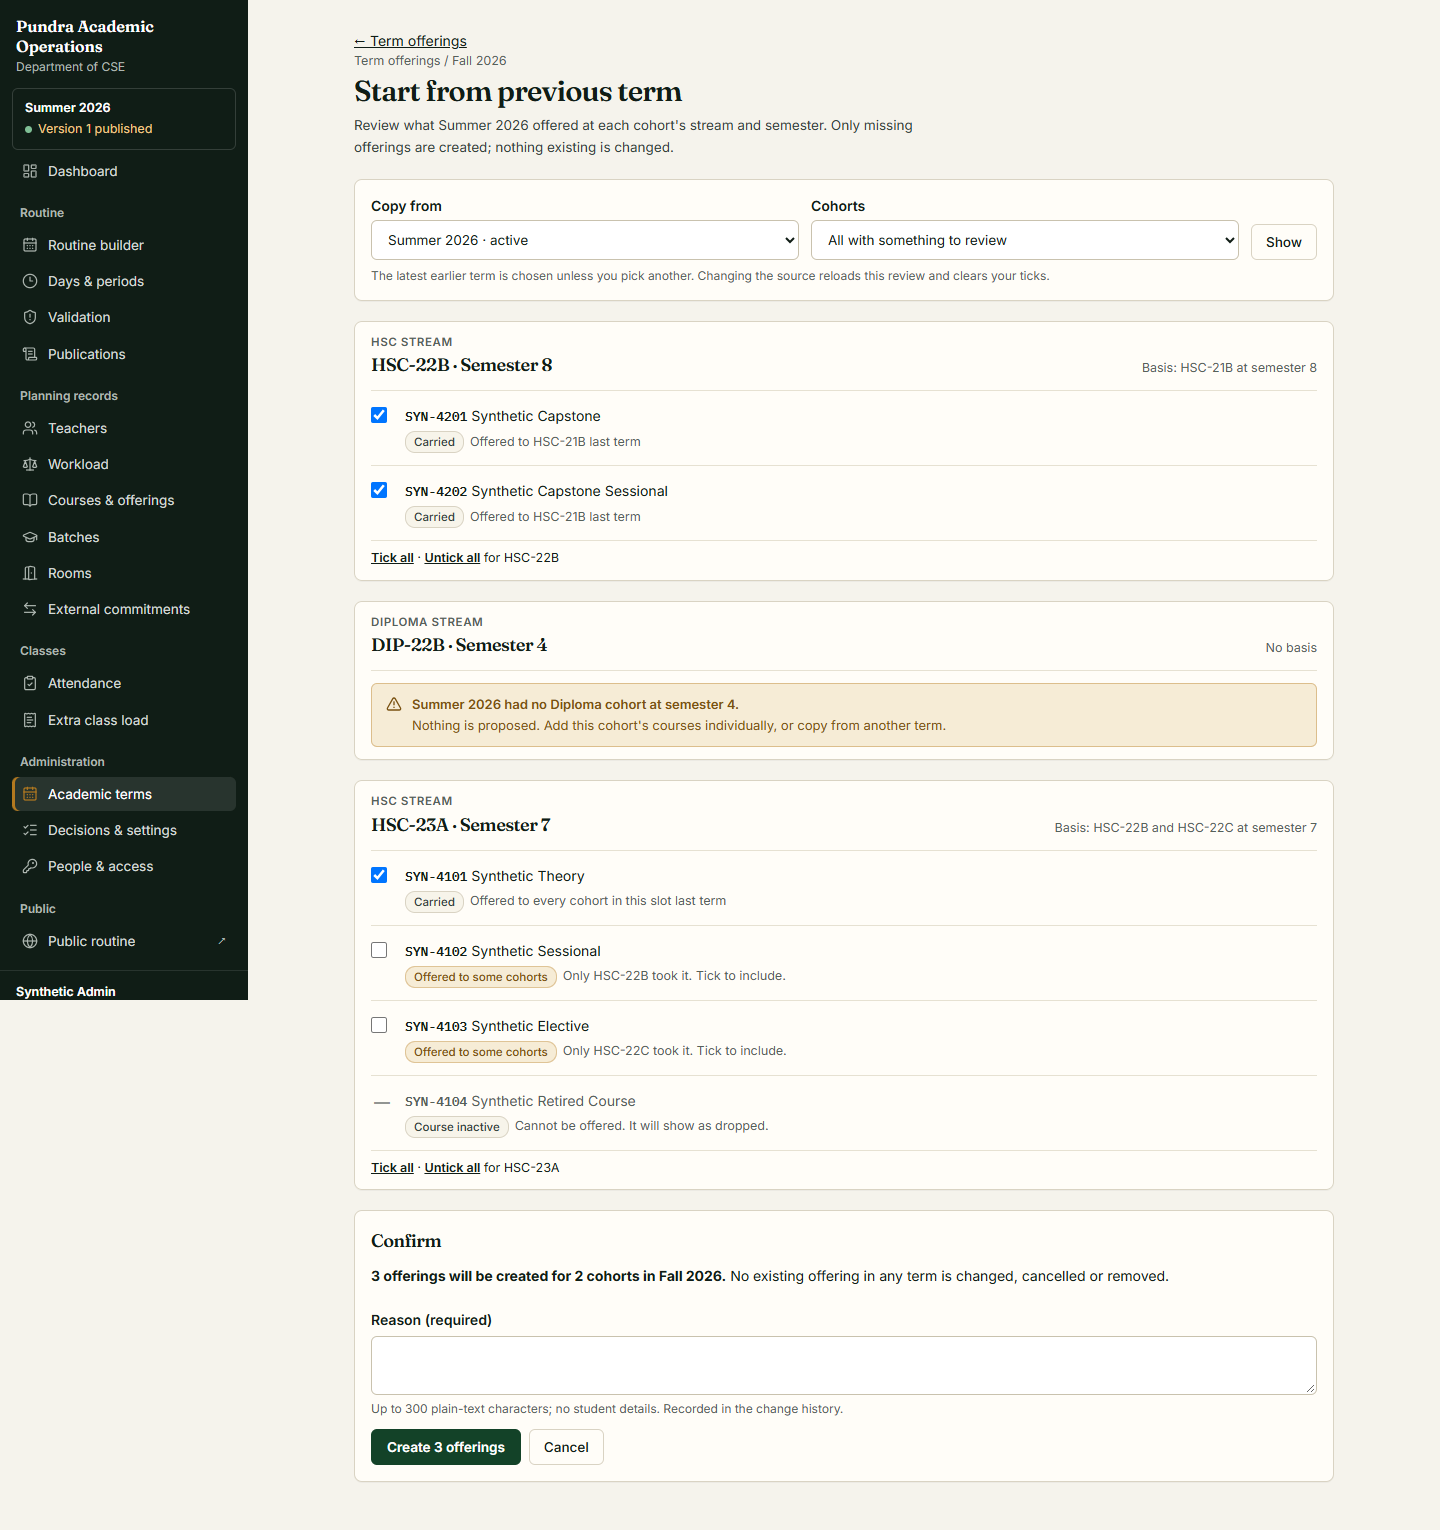 Pundra Academic
Operations
Department of CSE
Summer 2026
Version 1 published
Dashboard
Routine
Routine builder
Days & periods
Validation
Publications
Planning records
Teachers
Workload
Courses & offerings
Batches
Rooms
External commitments
Classes
Attendance
Extra class load
Administration
Academic terms
Decisions & settings
People & access
Public
Public routine ↗
Synthetic Admin
← Term offerings
Term offerings / Fall 2026
Start from previous term
Review what Summer 2026 offered at each cohort's stream and semester. Only missing
offerings are created; nothing existing is changed.
Copy from
Summer 2026 · active
Cohorts
All with something to review
Show
The latest earlier term is chosen unless you pick another. Changing the source reloads this review and clears your ticks.
HSC STREAM
HSC-22B · Semester 8
Basis: HSC-21B at semester 8
SYN-4201 Synthetic Capstone
Carried Offered to HSC-21B last term
SYN-4202 Synthetic Capstone Sessional
Carried Offered to HSC-21B last term
Tick all · Untick all for HSC-22B
DIPLOMA STREAM
DIP-22B · Semester 4
No basis
Summer 2026 had no Diploma cohort at semester 4.
Nothing is proposed. Add this cohort's courses individually, or copy from another term.
HSC STREAM
HSC-23A · Semester 7
Basis: HSC-22B and HSC-22C at semester 7
SYN-4101 Synthetic Theory
Carried Offered to every cohort in this slot last term
SYN-4102 Synthetic Sessional
Offered to some cohorts Only HSC-22B took it. Tick to include.
SYN-4103 Synthetic Elective
Offered to some cohorts Only HSC-22C took it. Tick to include.
— SYN-4104 Synthetic Retired Course
Course inactive Cannot be offered. It will show as dropped.
Tick all · Untick all for HSC-23A
Confirm
3 offerings will be created for 2 cohorts in Fall 2026. No existing offering in any term is changed, cancelled or removed.
Reason (required)
Up to 300 plain-text characters; no student details. Recorded in the change history.
Create 3 offerings
Cancel